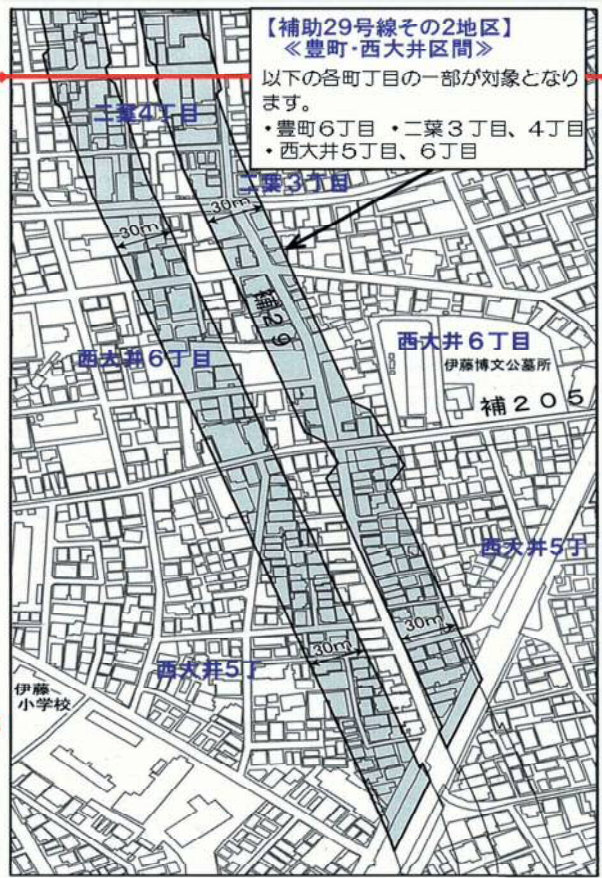 【補助29号線その2地区】
≪豊町・西大井区間≫
以下の各町丁目の一部が対象となり
ます。
・豊町6丁目 ・二葉3丁目、4丁目
・西大井5丁目、6丁目
二葉4丁目
二葉3丁目
30m
30m
補29
西大井6丁目
西大井6丁目
伊藤博文公墓所
補205
西大井5丁
30m
30m
西大井5丁
伊藤
小学校